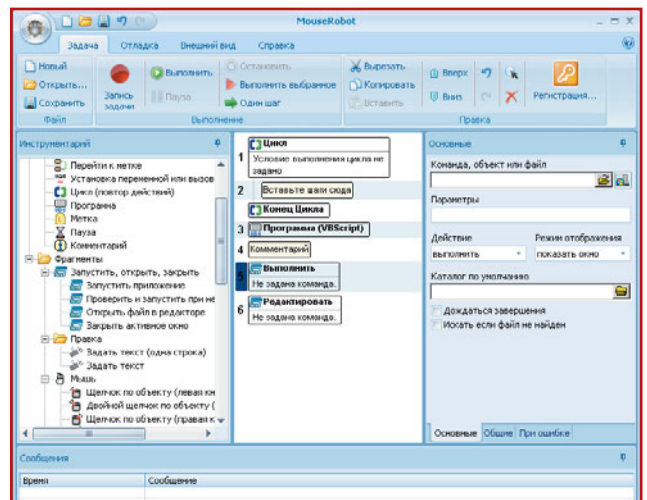 MouseRobot
Задача Отладка Внешний вид Справка
Новый
Открыть...
Сохранить
Файл
Запись задачи
Выполнить
Пауза
Остановить
Выполнить выбранное
Один шаг
Выполнение
Вырезать
Копировать
Вставить
Вверх
Вниз
Правка
Регистрация...
Инструментарий
Перейти к метке
Установка переменной или вызов
Цикл (повтор действий)
Программа
Метка
Пауза
Комментарий
Фрагменты
Запустить, открыть, закрыть
Запустить приложение
Проверить и запустить при не
Открыть файл в редакторе
Закрыть активное окно
Правка
Задать текст (одна строка)
Задать текст
Мышь
Щелчок по объекту (левая кн
Двойной щелчок по объекту (
Щелчок по объекту (правая к
1 Цикл
Условие выполнения цикла не
задано
2 Вставьте шаги сюда
Конец Цикла
3 Программа (VBScript)
4 Комментарий
5 Выполнить
Не задана команда.
6 Редактировать
Не задана команда.
Основные
Команда, объект или файл
Параметры
Действие Режим отображения
выполнить показать окно
Каталог по умолчанию
Дождаться завершения
Искать если файл не найден
Основные Общие При ошибке
Сообщения
Время Сообщение